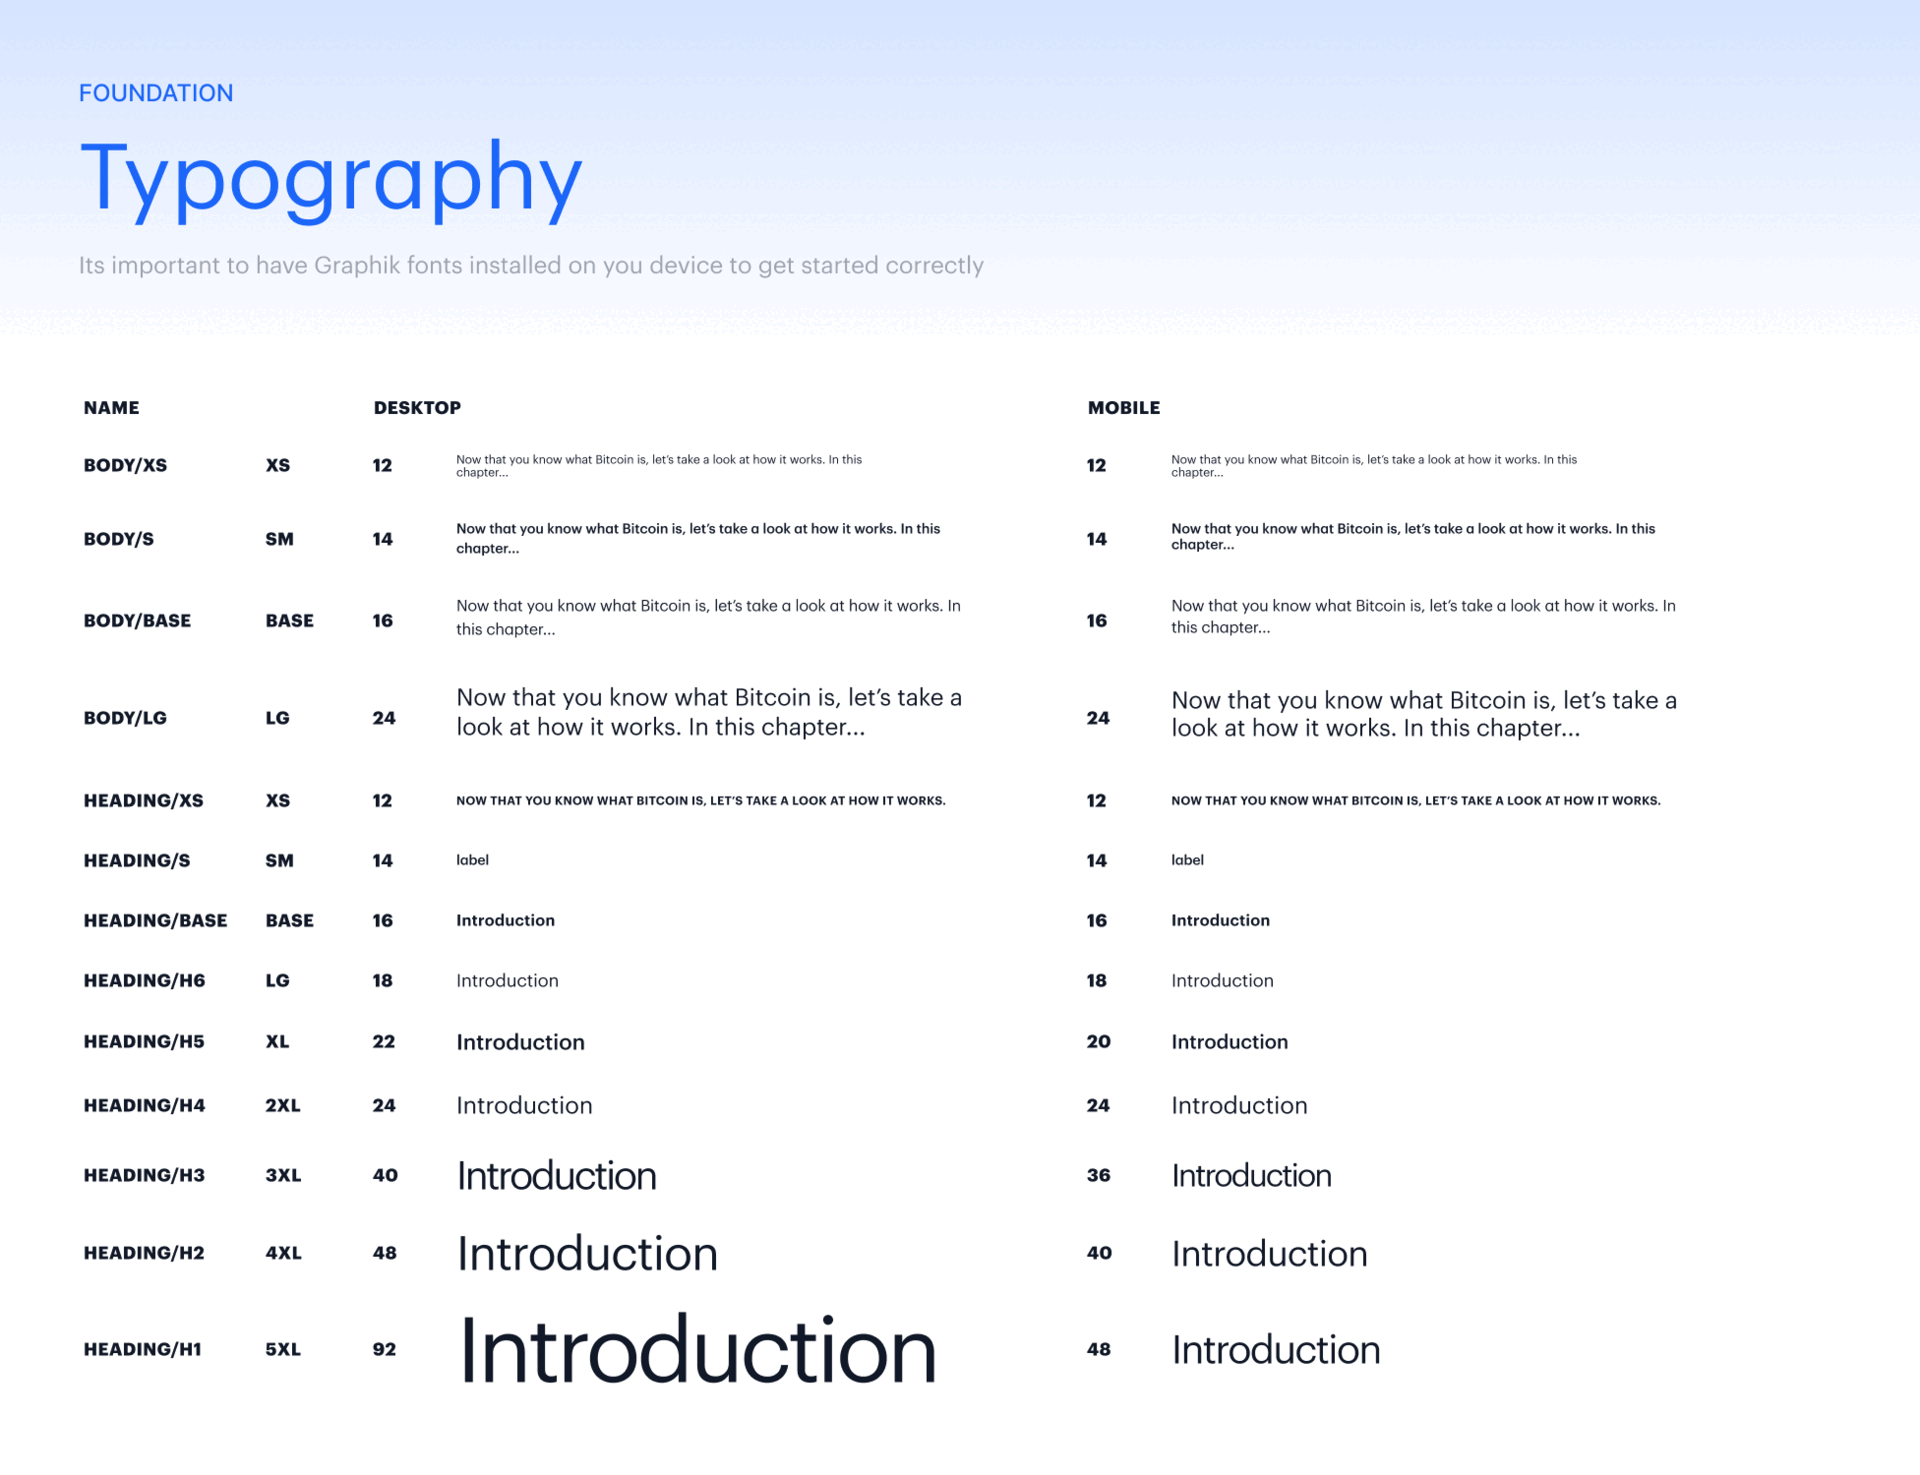 FOUNDATION
Typography
Its important to have Graphik fonts installed on you device to get started correctly
NAME DESKTOP MOBILE
BODY/XS XS 12 Now that you know what Bitcoin is, let’s take a look at how it works. In this 12 Now that you know what Bitcoin is, let’s take a look at how it works. In this
chapter... chapter...
BODY/S SM 14 Now that you know what Bitcoin is, let’s take a look at how it works. In this 14 Now that you know what Bitcoin is, let’s take a look at how it works. In this
chapter... chapter...
BODY/BASE BASE 16 Now that you know what Bitcoin is, let’s take a look at how it works. In 16 Now that you know what Bitcoin is, let’s take a look at how it works. In
this chapter... this chapter...
BODY/LG LG 24 Now that you know what Bitcoin is, let’s take a 24 Now that you know what Bitcoin is, let’s take a
look at how it works. In this chapter... look at how it works. In this chapter...
HEADING/XS XS 12 NOW THAT YOU KNOW WHAT BITCOIN IS, LET’S TAKE A LOOK AT HOW IT WORKS. 12 NOW THAT YOU KNOW WHAT BITCOIN IS, LET’S TAKE A LOOK AT HOW IT WORKS.
HEADING/S SM 14 label 14 label
HEADING/BASE BASE 16 Introduction 16 Introduction
HEADING/H6 LG 18 Introduction 18 Introduction
HEADING/H5 XL 22 Introduction 20 Introduction
HEADING/H4 2XL 24 Introduction 24 Introduction
HEADING/H3 3XL 40 Introduction 36 Introduction
HEADING/H2 4XL 48 Introduction 40 Introduction
HEADING/H1 5XL 92 Introduction 48 Introduction